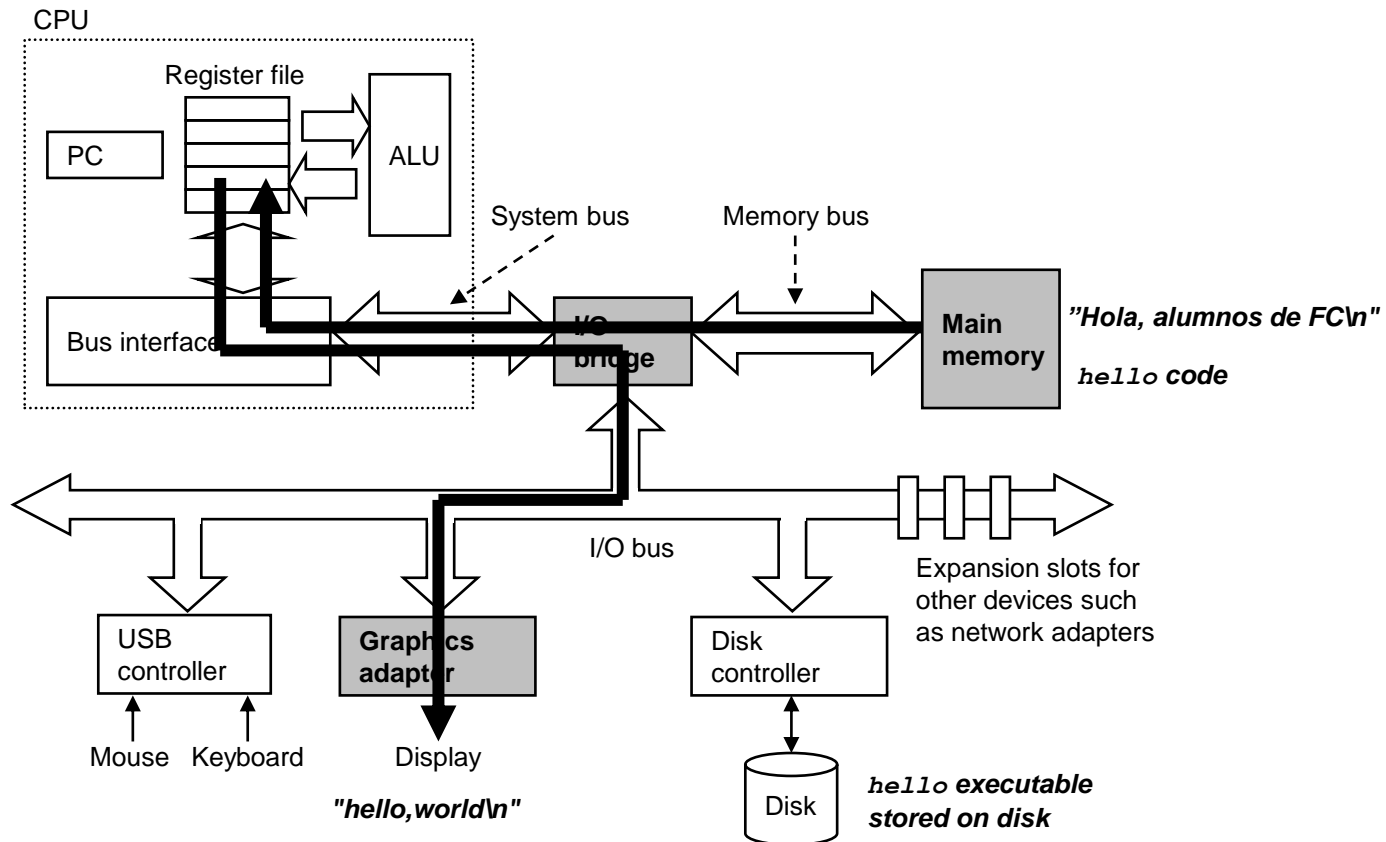 CPU
Register file
PC
ALU
System bus
Memory bus
Bus interface
I/O
bridge
Main
memory
”Hola, alumnos de FC\n"
hello code
I/O bus
Expansion slots for
other devices such
as network adapters
USB
controller
Graphics
adapter
Disk
controller
Mouse
Keyboard
Display
"hello,world\n"
Disk
hello executable
stored on disk